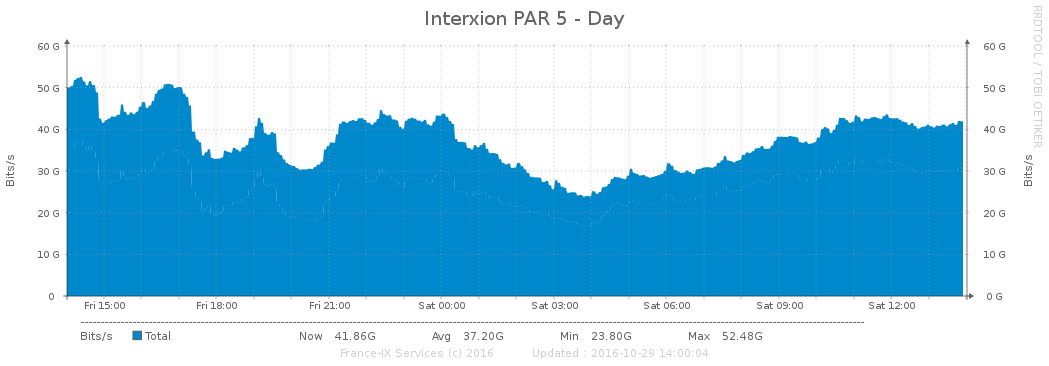 Interxion PAR 5 - Day
RRDTOOL / TOBI OETIKER
Bits/s
60 G
50 G
40 G
30 G
20 G
10 G
0
60 G
50 G
40 G
30 G
20 G
10 G
0 G
Bits/s
Fri 15:00 Fri 18:00 Fri 21:00 Sat 00:00 Sat 03:00 Sat 06:00 Sat 09:00 Sat 12:00
Bits/s Total Now 41.86G Avg 37.20G Min 23.80G Max 52.48G
France-IX Services (c) 2016 Updated : 2016-10-29 14:00:04